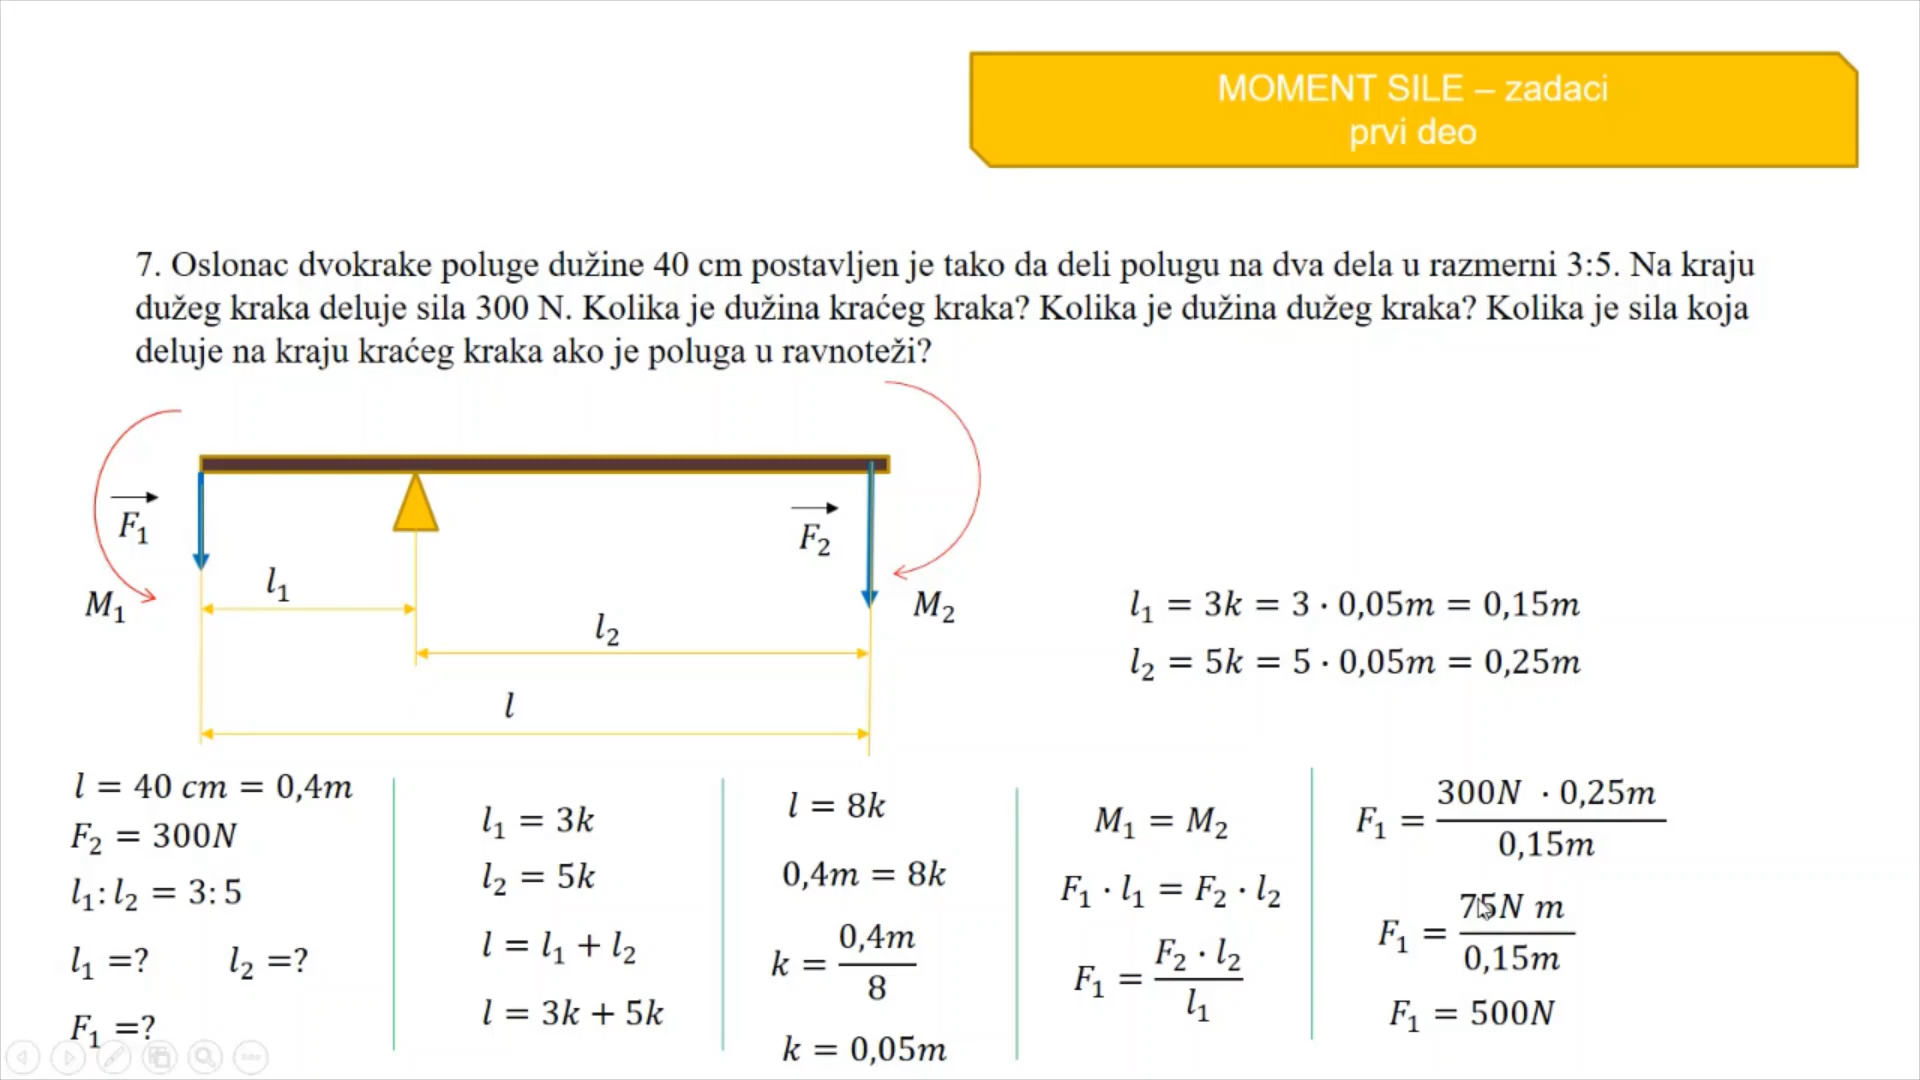 MOMENT SILE – zadaci
prvi deo
7. Oslonac dvokrake poluge dužine 40 cm postavljen je tako da deli polugu na dva dela u razmerni 3:5. Na kraju
dužeg kraka deluje sila 300 N. Kolika je dužina kraćeg kraka? Kolika je dužina dužeg kraka? Kolika je sila koja
deluje na kraju kraćeg kraka ako je poluga u ravnoteži?
F₁
F₂
M₁
l₁
l₂
M₂
l
l₁ = 3k = 3 · 0,05m = 0,15m
l₂ = 5k = 5 · 0,05m = 0,25m
l = 40 cm = 0,4m
F₂ = 300N
l₁: l₂ = 3: 5
l₁ =? l₂ =?
F₁ =?
l₁ = 3k
l₂ = 5k
l = l₁ + l₂
l = 3k + 5k
l = 8k
0,4m = 8k
k = 0,4m / 8
k = 0,05m
M₁ = M₂
F₁ · l₁ = F₂ · l₂
F₁ = F₂ · l₂ / l₁
F₁ = 300N · 0,25m / 0,15m
F₁ = 75N m / 0,15m
F₁ = 500N